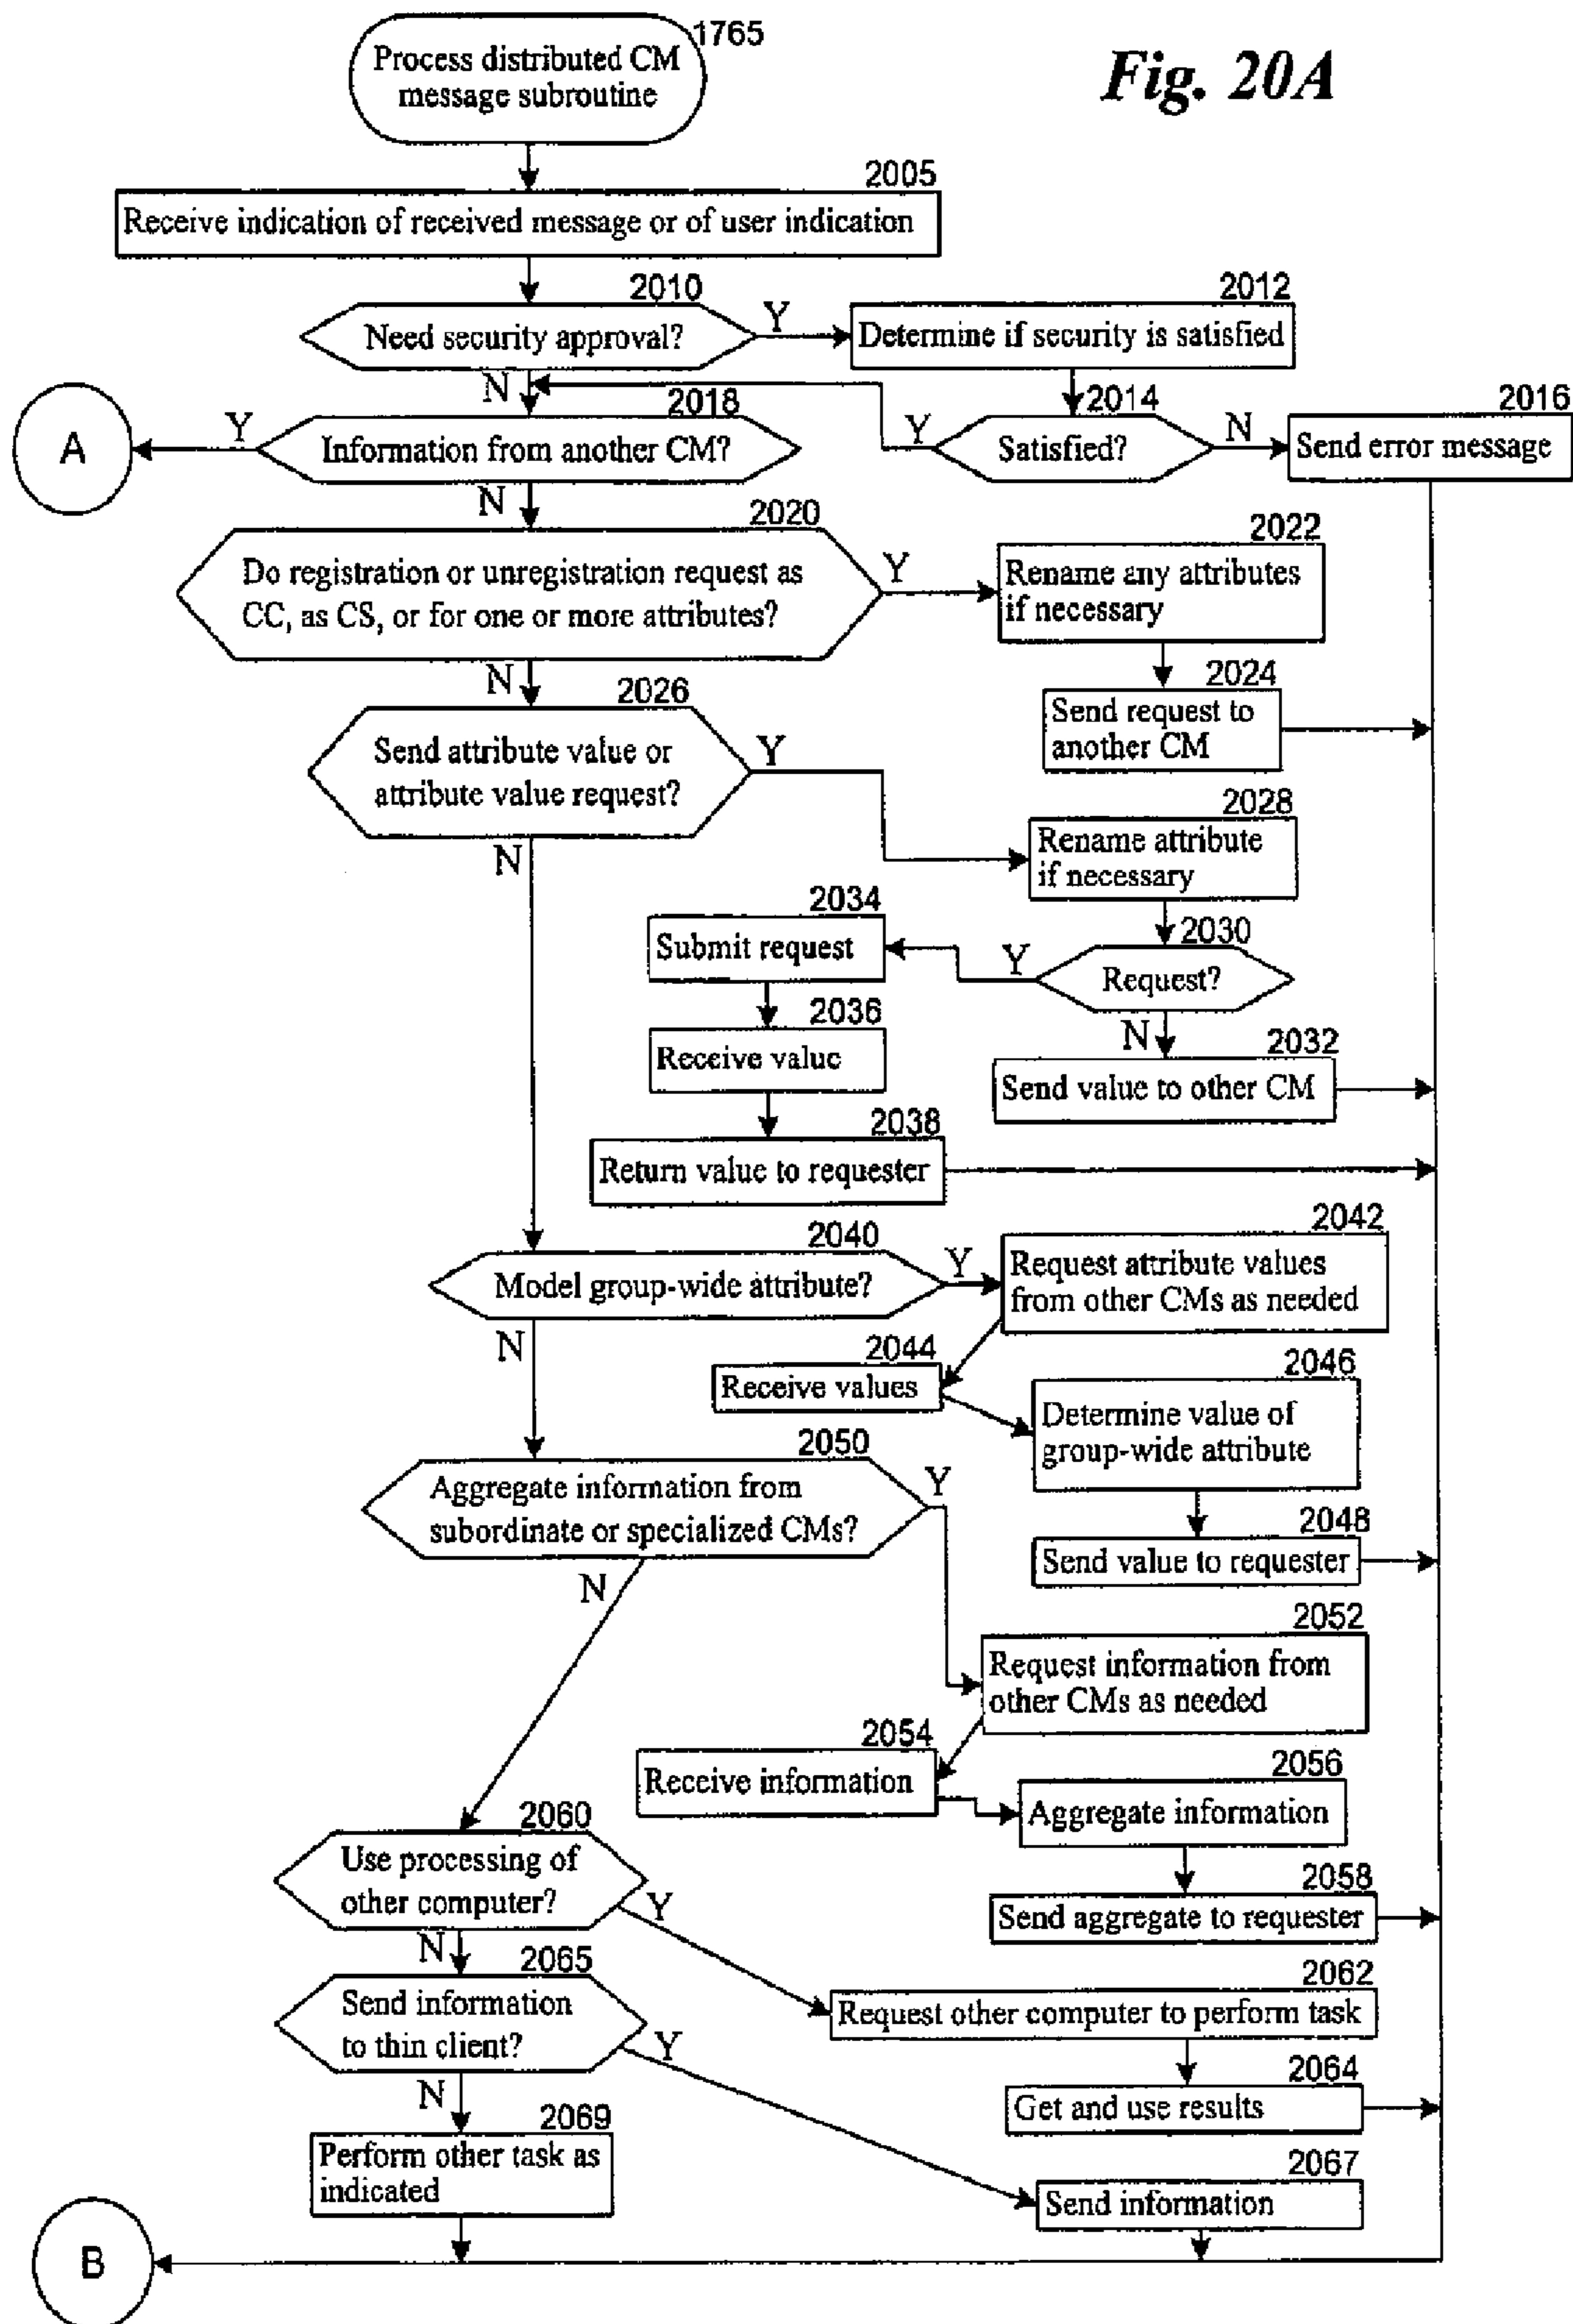 1765
Process distributed CM
message subroutine
Fig. 20A
2005
Receive indication of received message or of user indication
2010
Need security approval?
Y
2012
Determine if security is satisfied
N
2018
Information from another CM?
Y
A
2014
Satisfied?
Y
N
2016
Send error message
N
2020
Do registration or unregistration request as
CC, as CS, or for one or more attributes?
Y
2022
Rename any attributes
if necessary
2024
Send request to
another CM
N
2026
Send attribute value or
attribute value request?
Y
2028
Rename attribute
if necessary
N
2030
Request?
Y
2034
Submit request
2036
Receive value
N
2032
Send value to other CM
2038
Return value to requester
2040
Model group-wide attribute?
Y
2042
Request attribute values
from other CMs as needed
N
2044
Receive values
2046
Determine value of
group-wide attribute
2048
Send value to requester
2050
Aggregate information from
subordinate or specialized CMs?
Y
N
2052
Request information from
other CMs as needed
2054
Receive information
2056
Aggregate information
2058
Send aggregate to requester
2060
Use processing of
other computer?
Y
N
2062
Request other computer to perform task
2064
Get and use results
2065
Send information
to thin client?
Y
N
2067
Send information
2069
Perform other task as
indicated
B